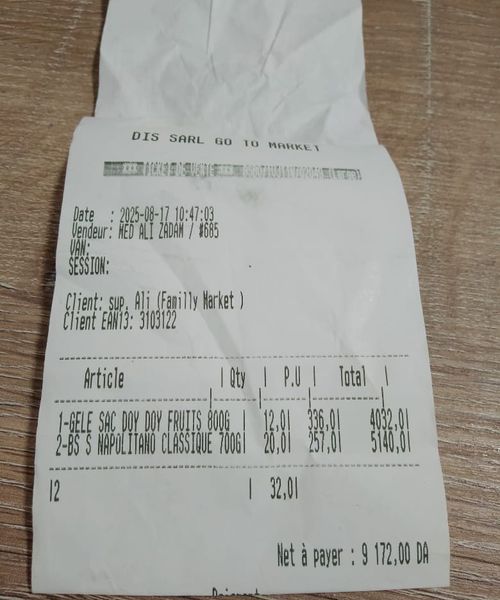 DIS SARL GO TO MARKET
*** TICKET DE VENTE ***
Date : 2025-08-17 10:47:03
Vendeur: MED ALI ZADAM / #685
VAN:
SESSION:
Client: sup. Ali (Familly Market )
Client EAN13: 3103122
Article | Qty | P.U | Total |
1-GELE SAC DOY DOY FRUITS 800G | 12,0| 336,0| 4032,0|
2-BS S NAPOLITANO CLASSIQUE 700G| 20,0| 257,0| 5140,0|
|2 | 32,0|
Net à payer : 9 172,00 DA